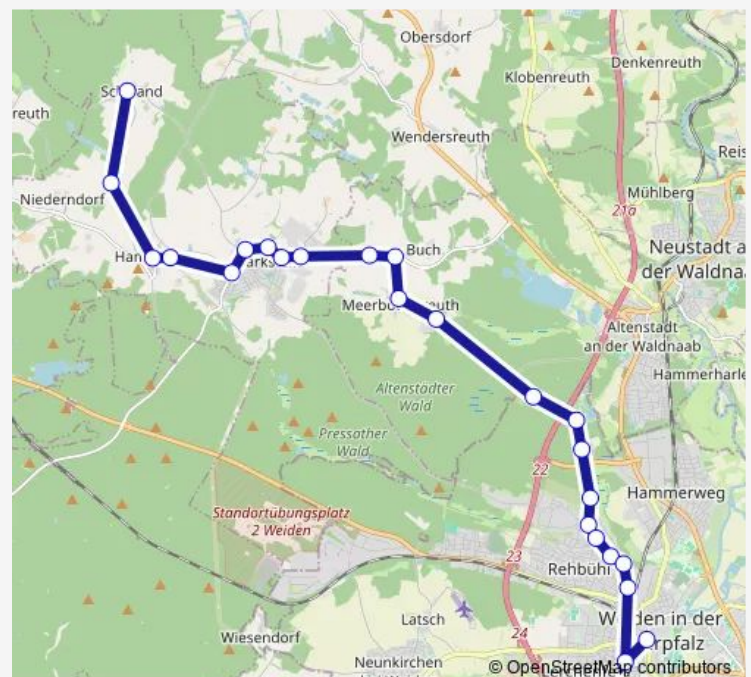 Obersdorf
Denkenreuth
Klobenreuth
reuth
Wendersreuth
Reis
Mühlberg
Niederndorf
21a
Neustadt a
der Waldnaa
Buch
Altenstadt
an der Waldnaab
Hammerharle
Altenstädter
Wald
Pressather
Wald
22
Hammerweg
Standortübungsplatz
2 Weiden
23
Rehbühl
Latsch
24
Wiesendorf
Neunkirchen
© OpenStreetMap contributors